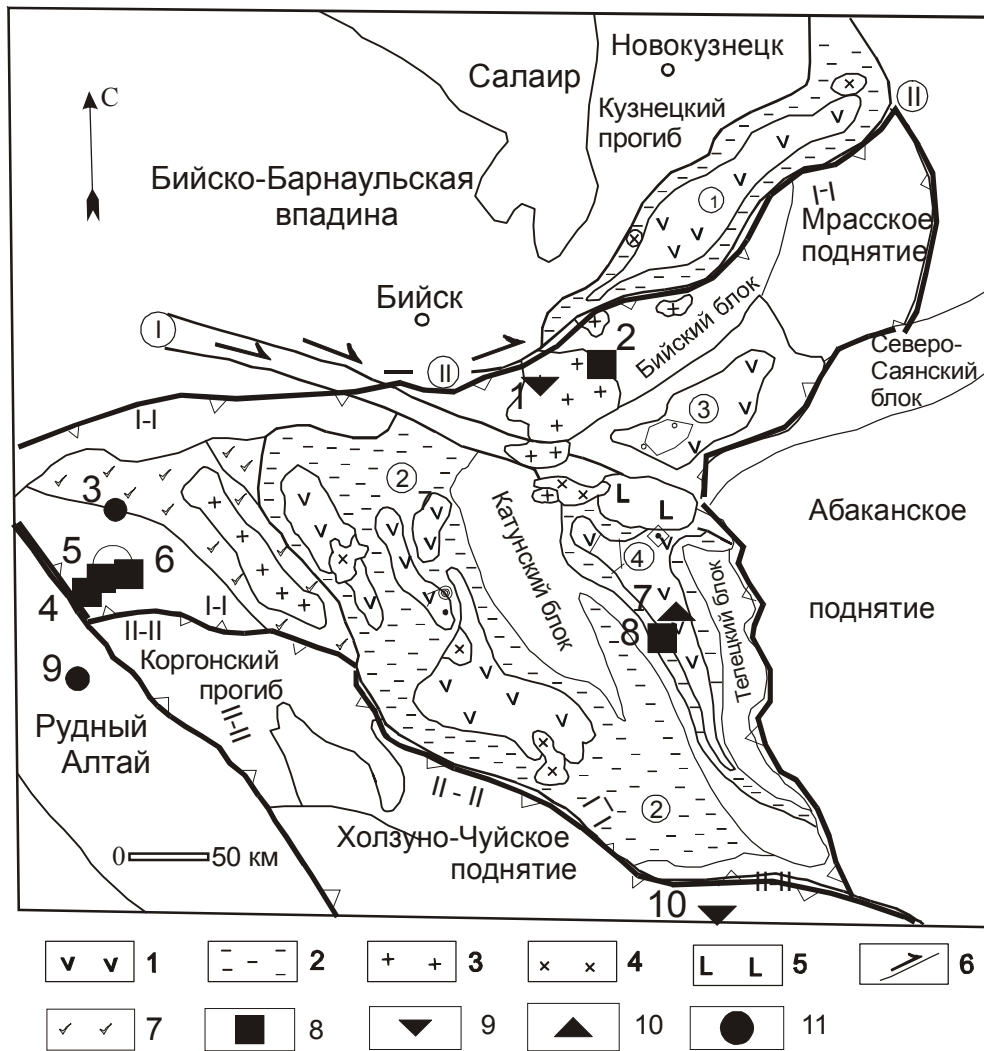 Новокузнецк
Салаир
С
Кузнецкий
прогиб
II
Бийско-Барнаульская
впадина
1
I-I
Мрасское
поднятие
Бийск
I
II
2
Бийский блок
1
Северо-
Саянский
блок
I-I
3
2
3
L
L
Катунский блок
Абаканское
поднятие
4
5
6
7
8
Телецкий блок
4
I-I
II-II
9
Коргонский
прогиб
II-II
Рудный
Алтай
II - II
I-I
2
Холзуно-Чуйское
поднятие
0
50 км
II-II
10
v v 1
2
+ + 3
x x 4
L L 5
6
7
8
9
10
11